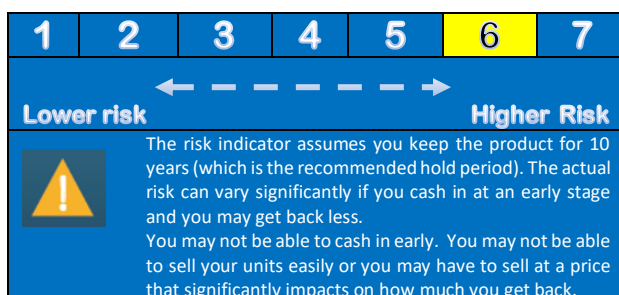 1 2 3 4 5 6 7
Lower risk Higher Risk
The risk indicator assumes you keep the product for 10
years (which is the recommended hold period). The actual
risk can vary significantly if you cash in at an early stage
and you may get back less.
You may not be able to cash in early. You may not be able
to sell your units easily or you may have to sell at a price
that significantly impacts on how much you get back.